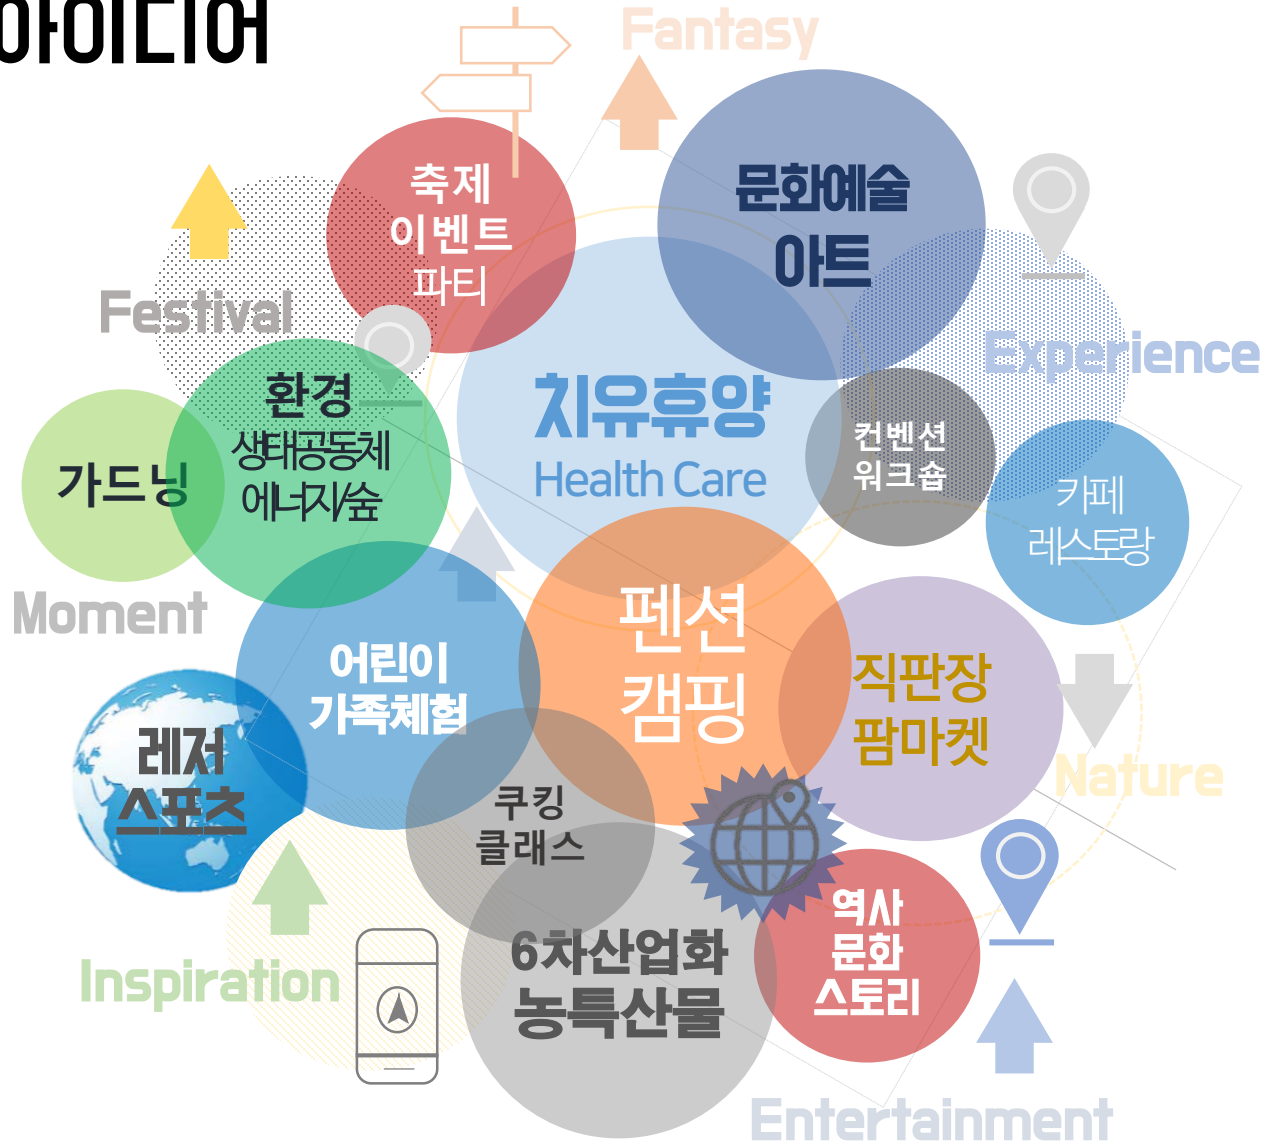 아이디어
Fantasy
축제
이벤트
파티
문화예술
아트
Festival
Experience
환경
생태공동체
에너지/숲
가드닝
치유휴양
Health Care
컨벤션
워크숍
카페
레스토랑
Moment
어린이
가족체험
펜션
캠핑
직판장
팜마켓
레저
스포츠
쿠킹
클래스
Nature
역사
문화
스토리
6차산업화
농특산물
Inspiration
Entertainment